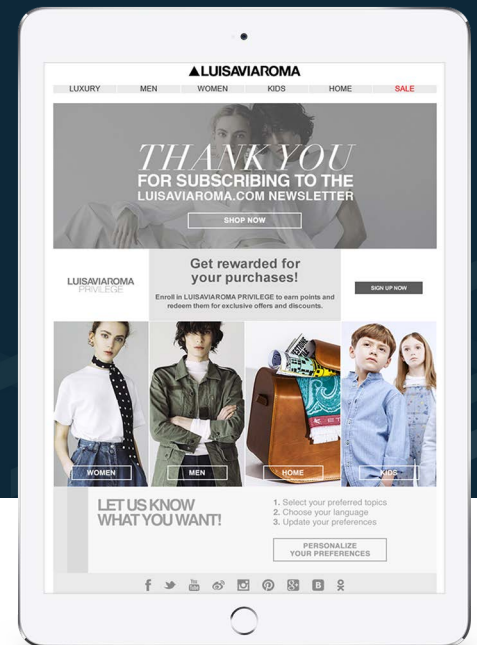 LUISAVIAROMA
LUXURY MEN WOMEN KIDS HOME SALE
THANK YOU
FOR SUBSCRIBING TO THE
LUISAVIAROMA.COM NEWSLETTER
SHOP NOW
LUISAVIAROMA
PRIVILEGE
Get rewarded for
your purchases!
Enroll in LUISAVIAROMA PRIVILEGE to earn points and
redeem them for exclusive offers and discounts.
SIGN UP NOW
WOMEN
MEN
HOME
KIDS
LET US KNOW
WHAT YOU WANT!
1. Select your preferred topics
2. Choose your language
3. Update your preferences
PERSONALIZE
YOUR PREFERENCES